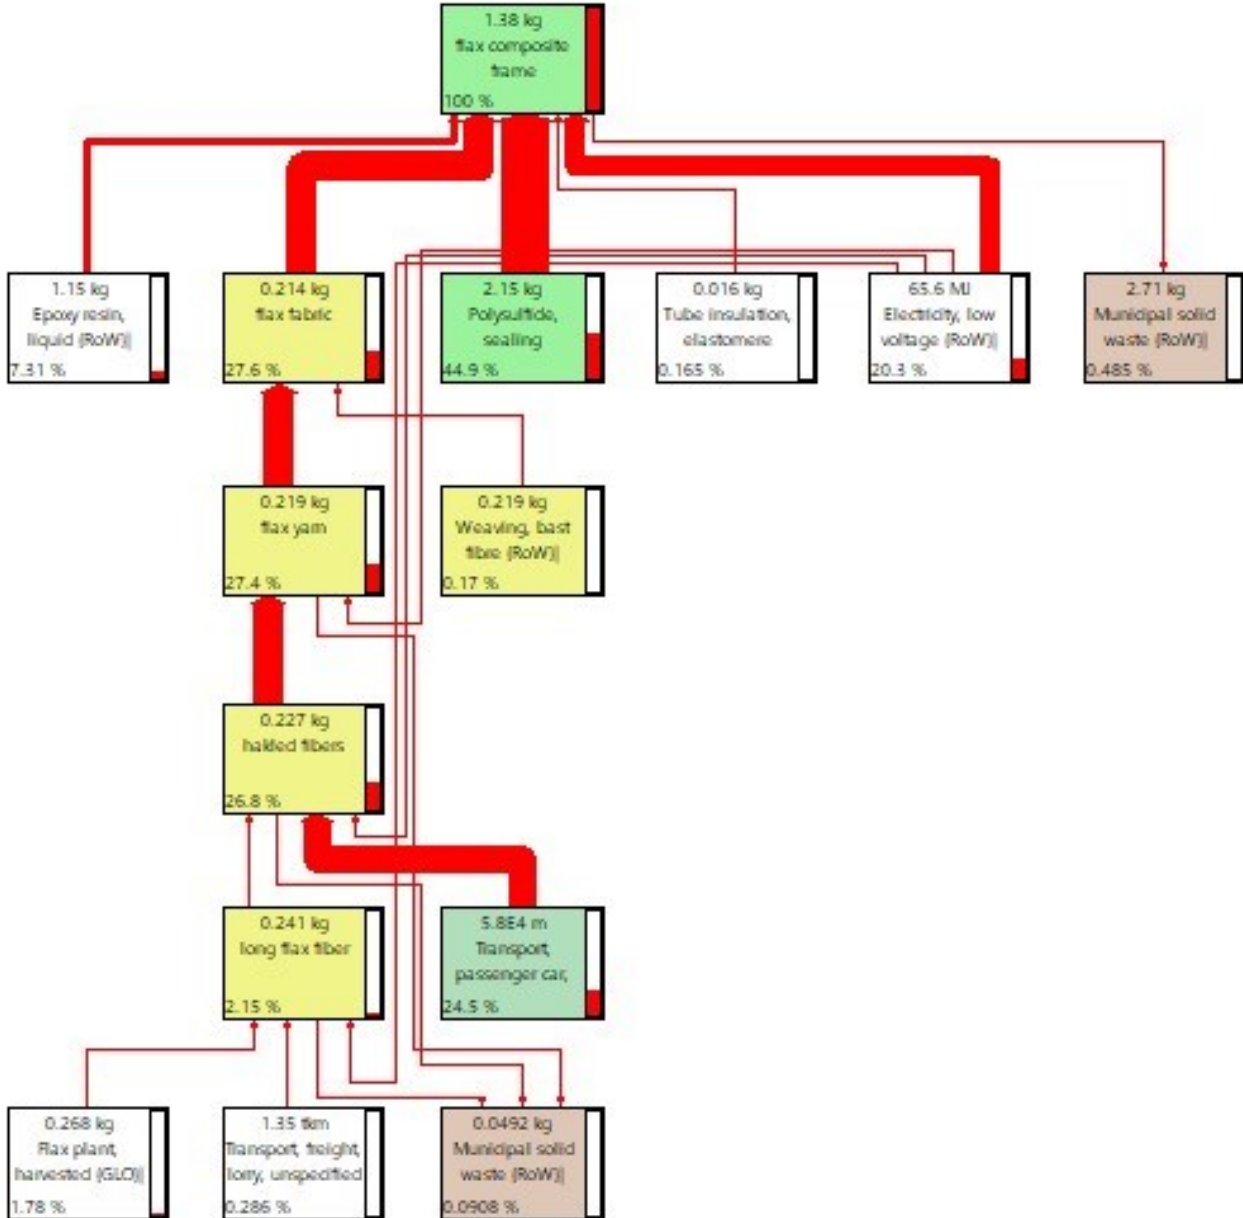 1.38 kg
flax composite
frame
100 %
1.15 kg
Epoxy resin,
liquid {RoW}|
7.31 %
0.214 kg
flax fabric
27.6 %
2.15 kg
Polysulfide,
sealing
44.9 %
0.016 kg
Tube insulation,
elastomere
0.165 %
65.6 MJ
Electricity, low
voltage {RoW}|
20.3 %
2.71 kg
Municipal solid
waste {RoW}|
0.485 %
0.219 kg
flax yarn
27.4 %
0.219 kg
Weaving, bast
fibre {RoW}|
0.17 %
0.227 kg
hakled fibers
26.8 %
0.241 kg
long flax fiber
2.15 %
5.8E4 m
Transport,
passenger car,
24.5 %
0.268 kg
Flax plant,
harvested {GLO}|
1.78 %
1.35 tkm
Transport, freight,
lorry, unspecified
0.286 %
0.0492 kg
Municipal solid
waste {RoW}|
0.0908 %